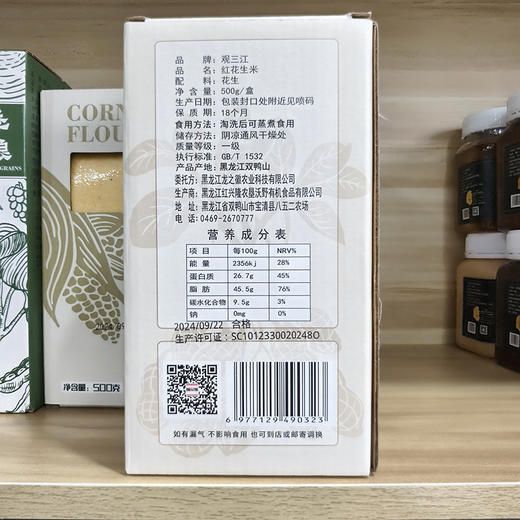 品　　牌：观三江
品　　名：红花生米
配　　料：花生
净 含 量：500g/盒
生产日期：包装封口处附近见喷码
保 质 期：18个月
食用方法：淘洗后可蒸煮食用
储存方法：阴凉通风干燥处
质量等级：一级
执行标准：GB/T 1532
产品产地：黑龙江双鸭山
委托方：黑龙江龙之徽农业科技有限公司
生产商：黑龙江红兴隆农垦沃野有机食品有限公司
地址：黑龙江省双鸭山市宝清县八五二农场
电话：0469-2670777
营养成分表
项目 每100g NRV%
能量 2356kj 28%
蛋白质 26.7g 45%
脂肪 45.5g 76%
碳水化合物 9.5g 3%
钠 0mg 0%
2024/09/22 合格
生产许可证：SC10123300202480
6 977129 490323
如有漏气 不影响食用 也可到店或邮寄调换
CORN
FLOU
净含量：500克
GRAINS
粮